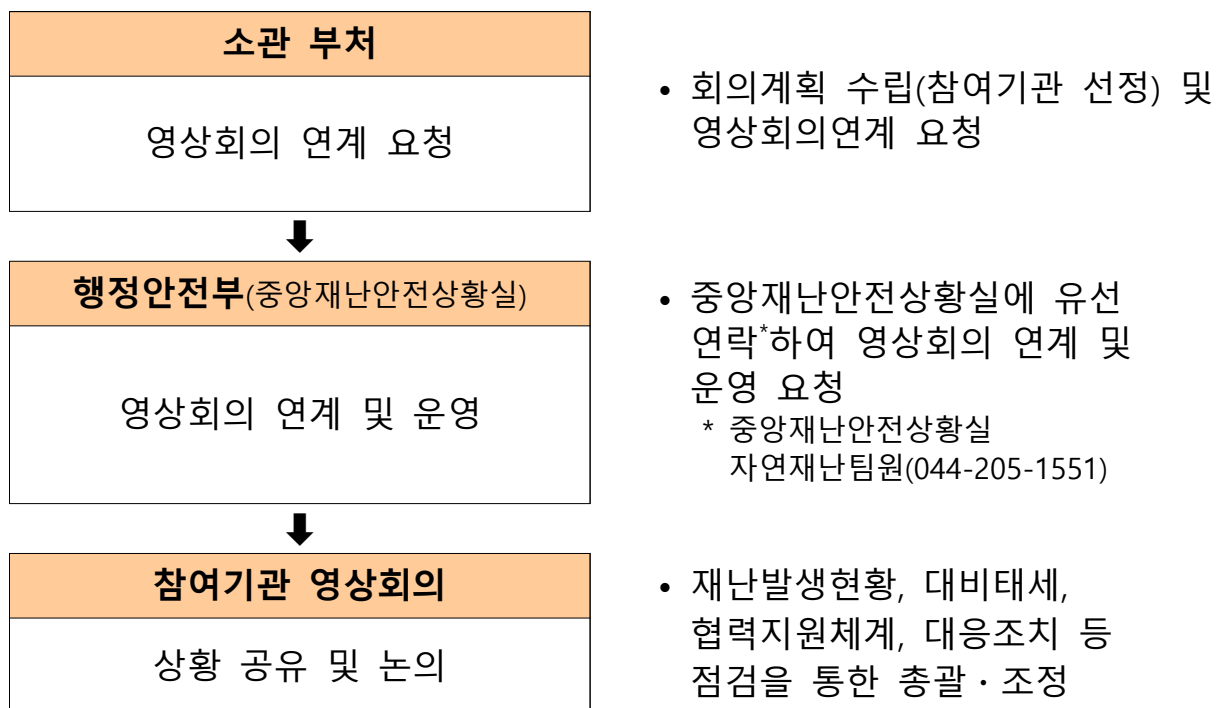 소관 부처
영상회의 연계 요청
• 회의계획 수립(참여기관 선정) 및
영상회의연계 요청
행정안전부(중앙재난안전상황실)
영상회의 연계 및 운영
• 중앙재난안전상황실에 유선
연락*하여 영상회의 연계 및
운영 요청
* 중앙재난안전상황실
자연재난팀원(044-205-1551)
참여기관 영상회의
상황 공유 및 논의
• 재난발생현황, 대비태세,
협력지원체계, 대응조치 등
점검을 통한 총괄·조정